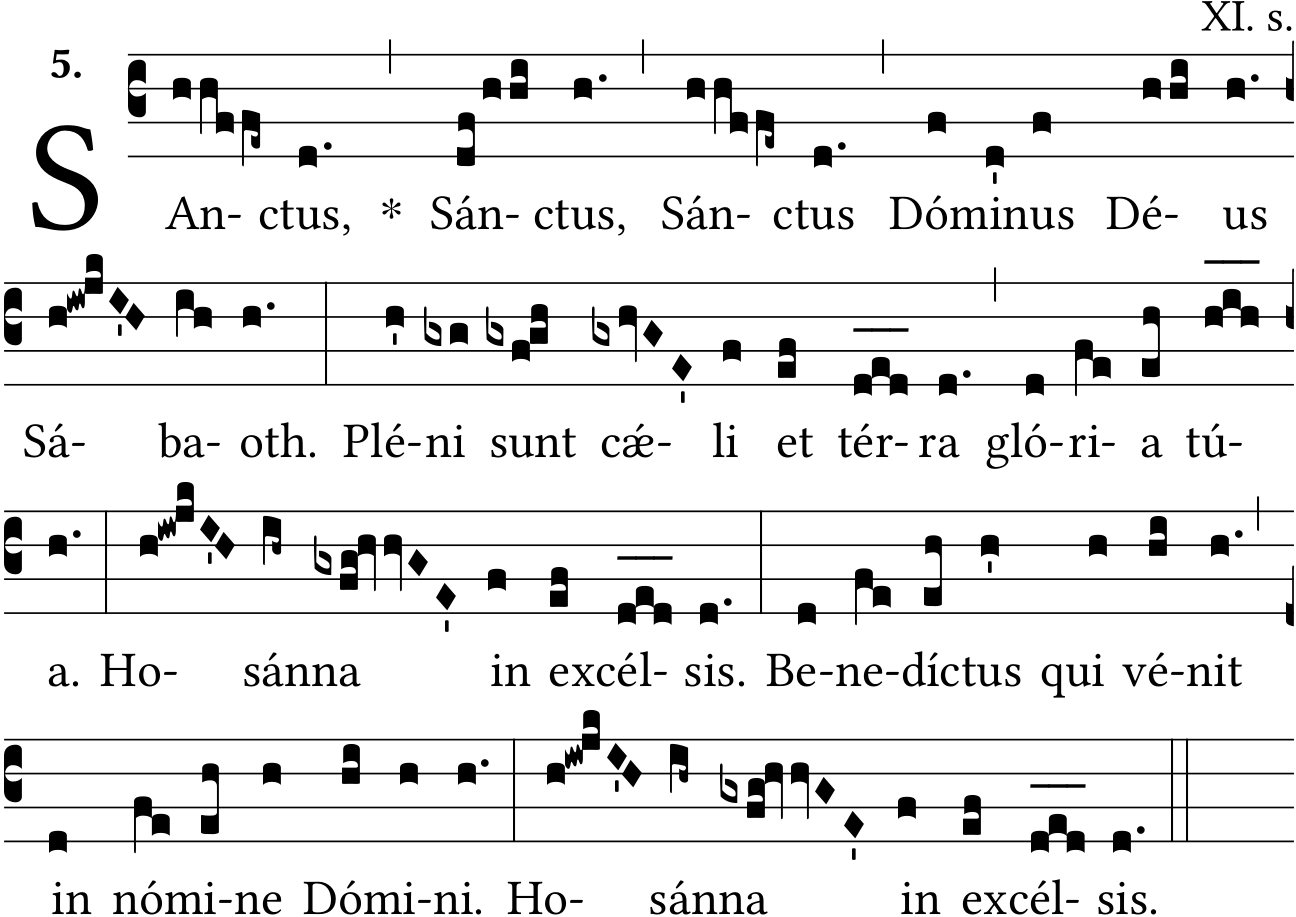 XI. s.
5.
SAn- ctus, * Sán- ctus, Sán- ctus Dóminus Dé- us
Sá- ba- oth. Plé-ni sunt cǽ- li et tér- ra gló-ri- a tú-
a. Ho- sánna in excél- sis. Be-ne-díctus qui vé-nit
in nómi-ne Dómi-ni. Ho- sánna in excél- sis.